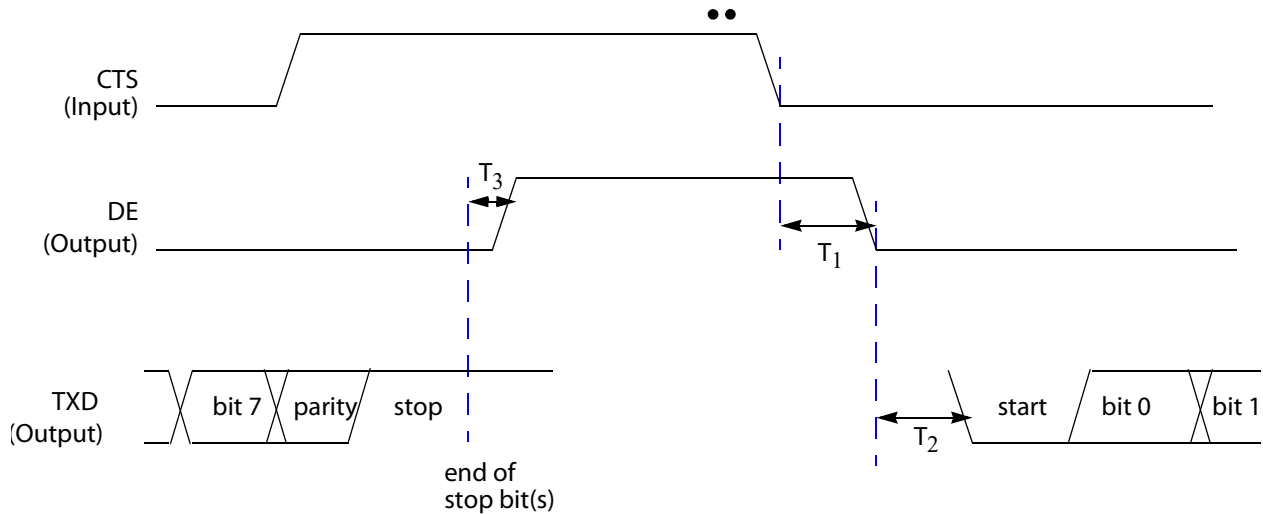 CTS
(Input)
T3
DE
(Output)
T1
TXD
(Output)
bit 7
parity
stop
T2
start
bit 0
bit 1
end of
stop bit(s)